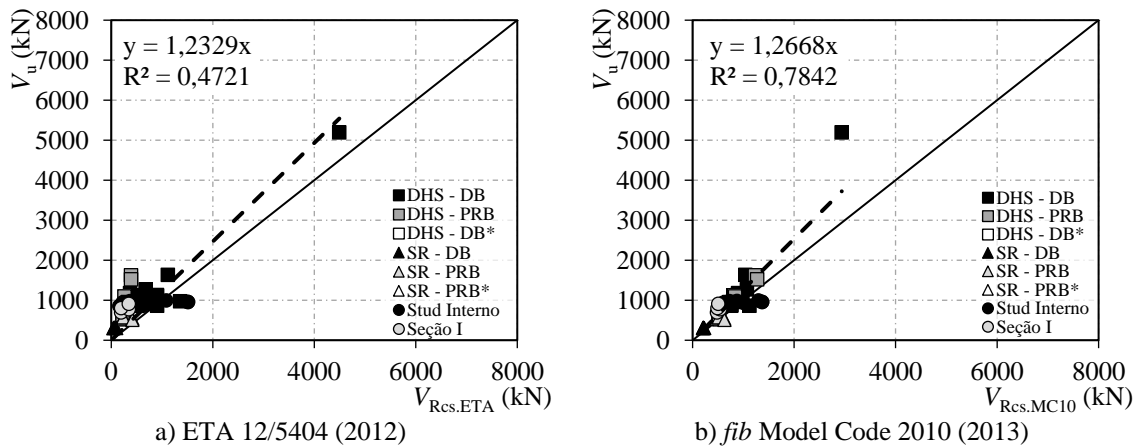 8000
7000
6000
5000
4000
3000
2000
1000
0
Vu (kN)
y = 1,2329x
R² = 0,4721
DHS - DB
DHS - PRB
DHS - DB*
SR - DB
SR - PRB
SR - PRB*
Stud Interno
Seção I
0 2000 4000 6000 8000
VRcs.ETA (kN)
a) ETA 12/5404 (2012)
8000
7000
6000
5000
4000
3000
2000
1000
0
Vu (kN)
y = 1,2668x
R² = 0,7842
DHS - DB
DHS - PRB
DHS - DB*
SR - DB
SR - PRB
SR - PRB*
Stud Interno
Seção I
0 2000 4000 6000 8000
VRcs.MC10 (kN)
b) fib Model Code 2010 (2013)